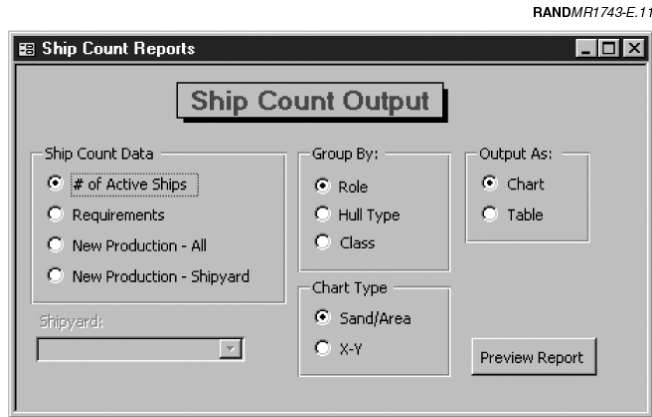 RANDMR1743-E.11
Ship Count Reports
Ship Count Output
Ship Count Data
# of Active Ships
Requirements
New Production - All
New Production - Shipyard
Shipyard:
Group By:
Role
Hull Type
Class
Chart Type
Sand/Area
X-Y
Output As:
Chart
Table
Preview Report